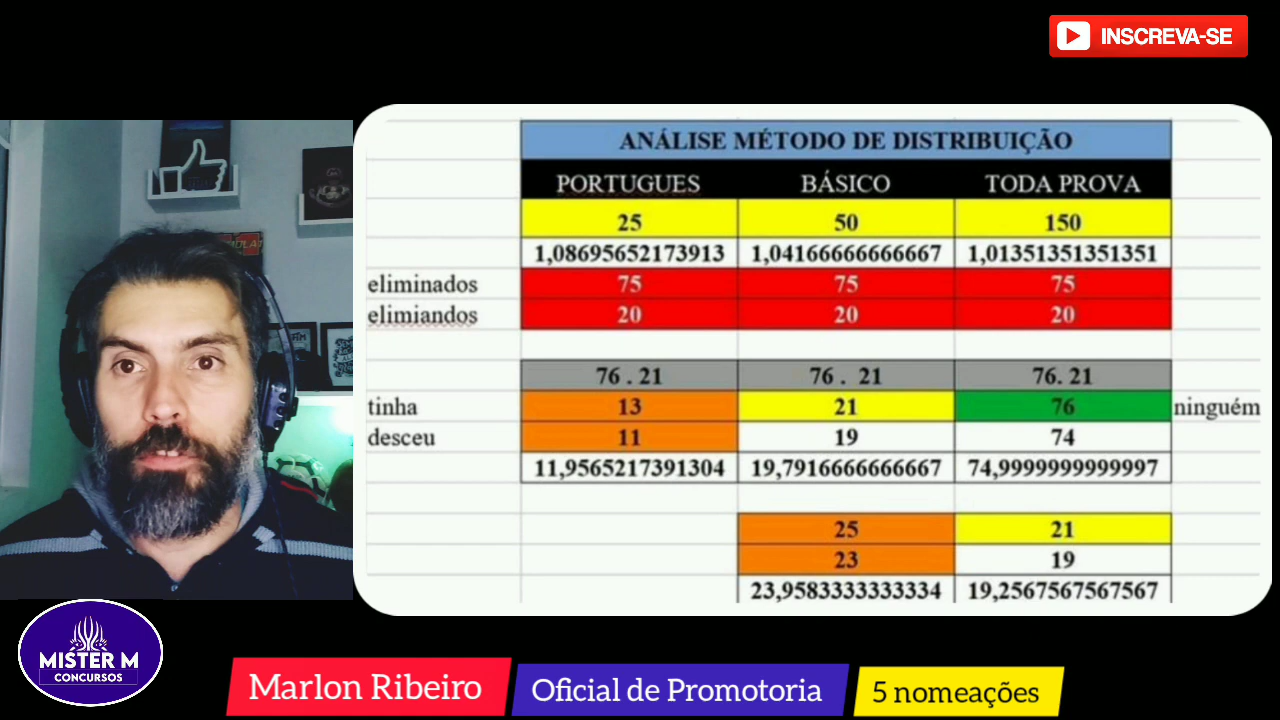 INSCREVA-SE
ANÁLISE MÉTODO DE DISTRIBUIÇÃO
PORTUGUES BÁSICO TODA PROVA
25 50 150
1,08695652173913 1,04166666666667 1,01351351351351
eliminados 75 75 75
elimiandos 20 20 20
76 . 21 76 . 21 76. 21
tinha 13 21 76 ninguém
desceu 11 19 74
11,9565217391304 19,7916666666667 74,9999999999997
25 21
23 19
23,9583333333334 19,2567567567567
MISTER M
CONCURSOS
Marlon Ribeiro
Oficial de Promotoria
5 nomeações